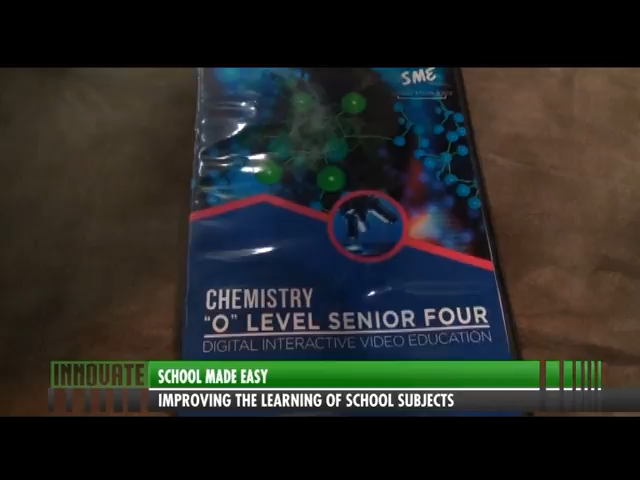 SME
CHEMISTRY
"O" LEVEL SENIOR FOUR
DIGITAL INTERACTIVE VIDEO EDUCATION
INNOVATE
SCHOOL MADE EASY
IMPROVING THE LEARNING OF SCHOOL SUBJECTS